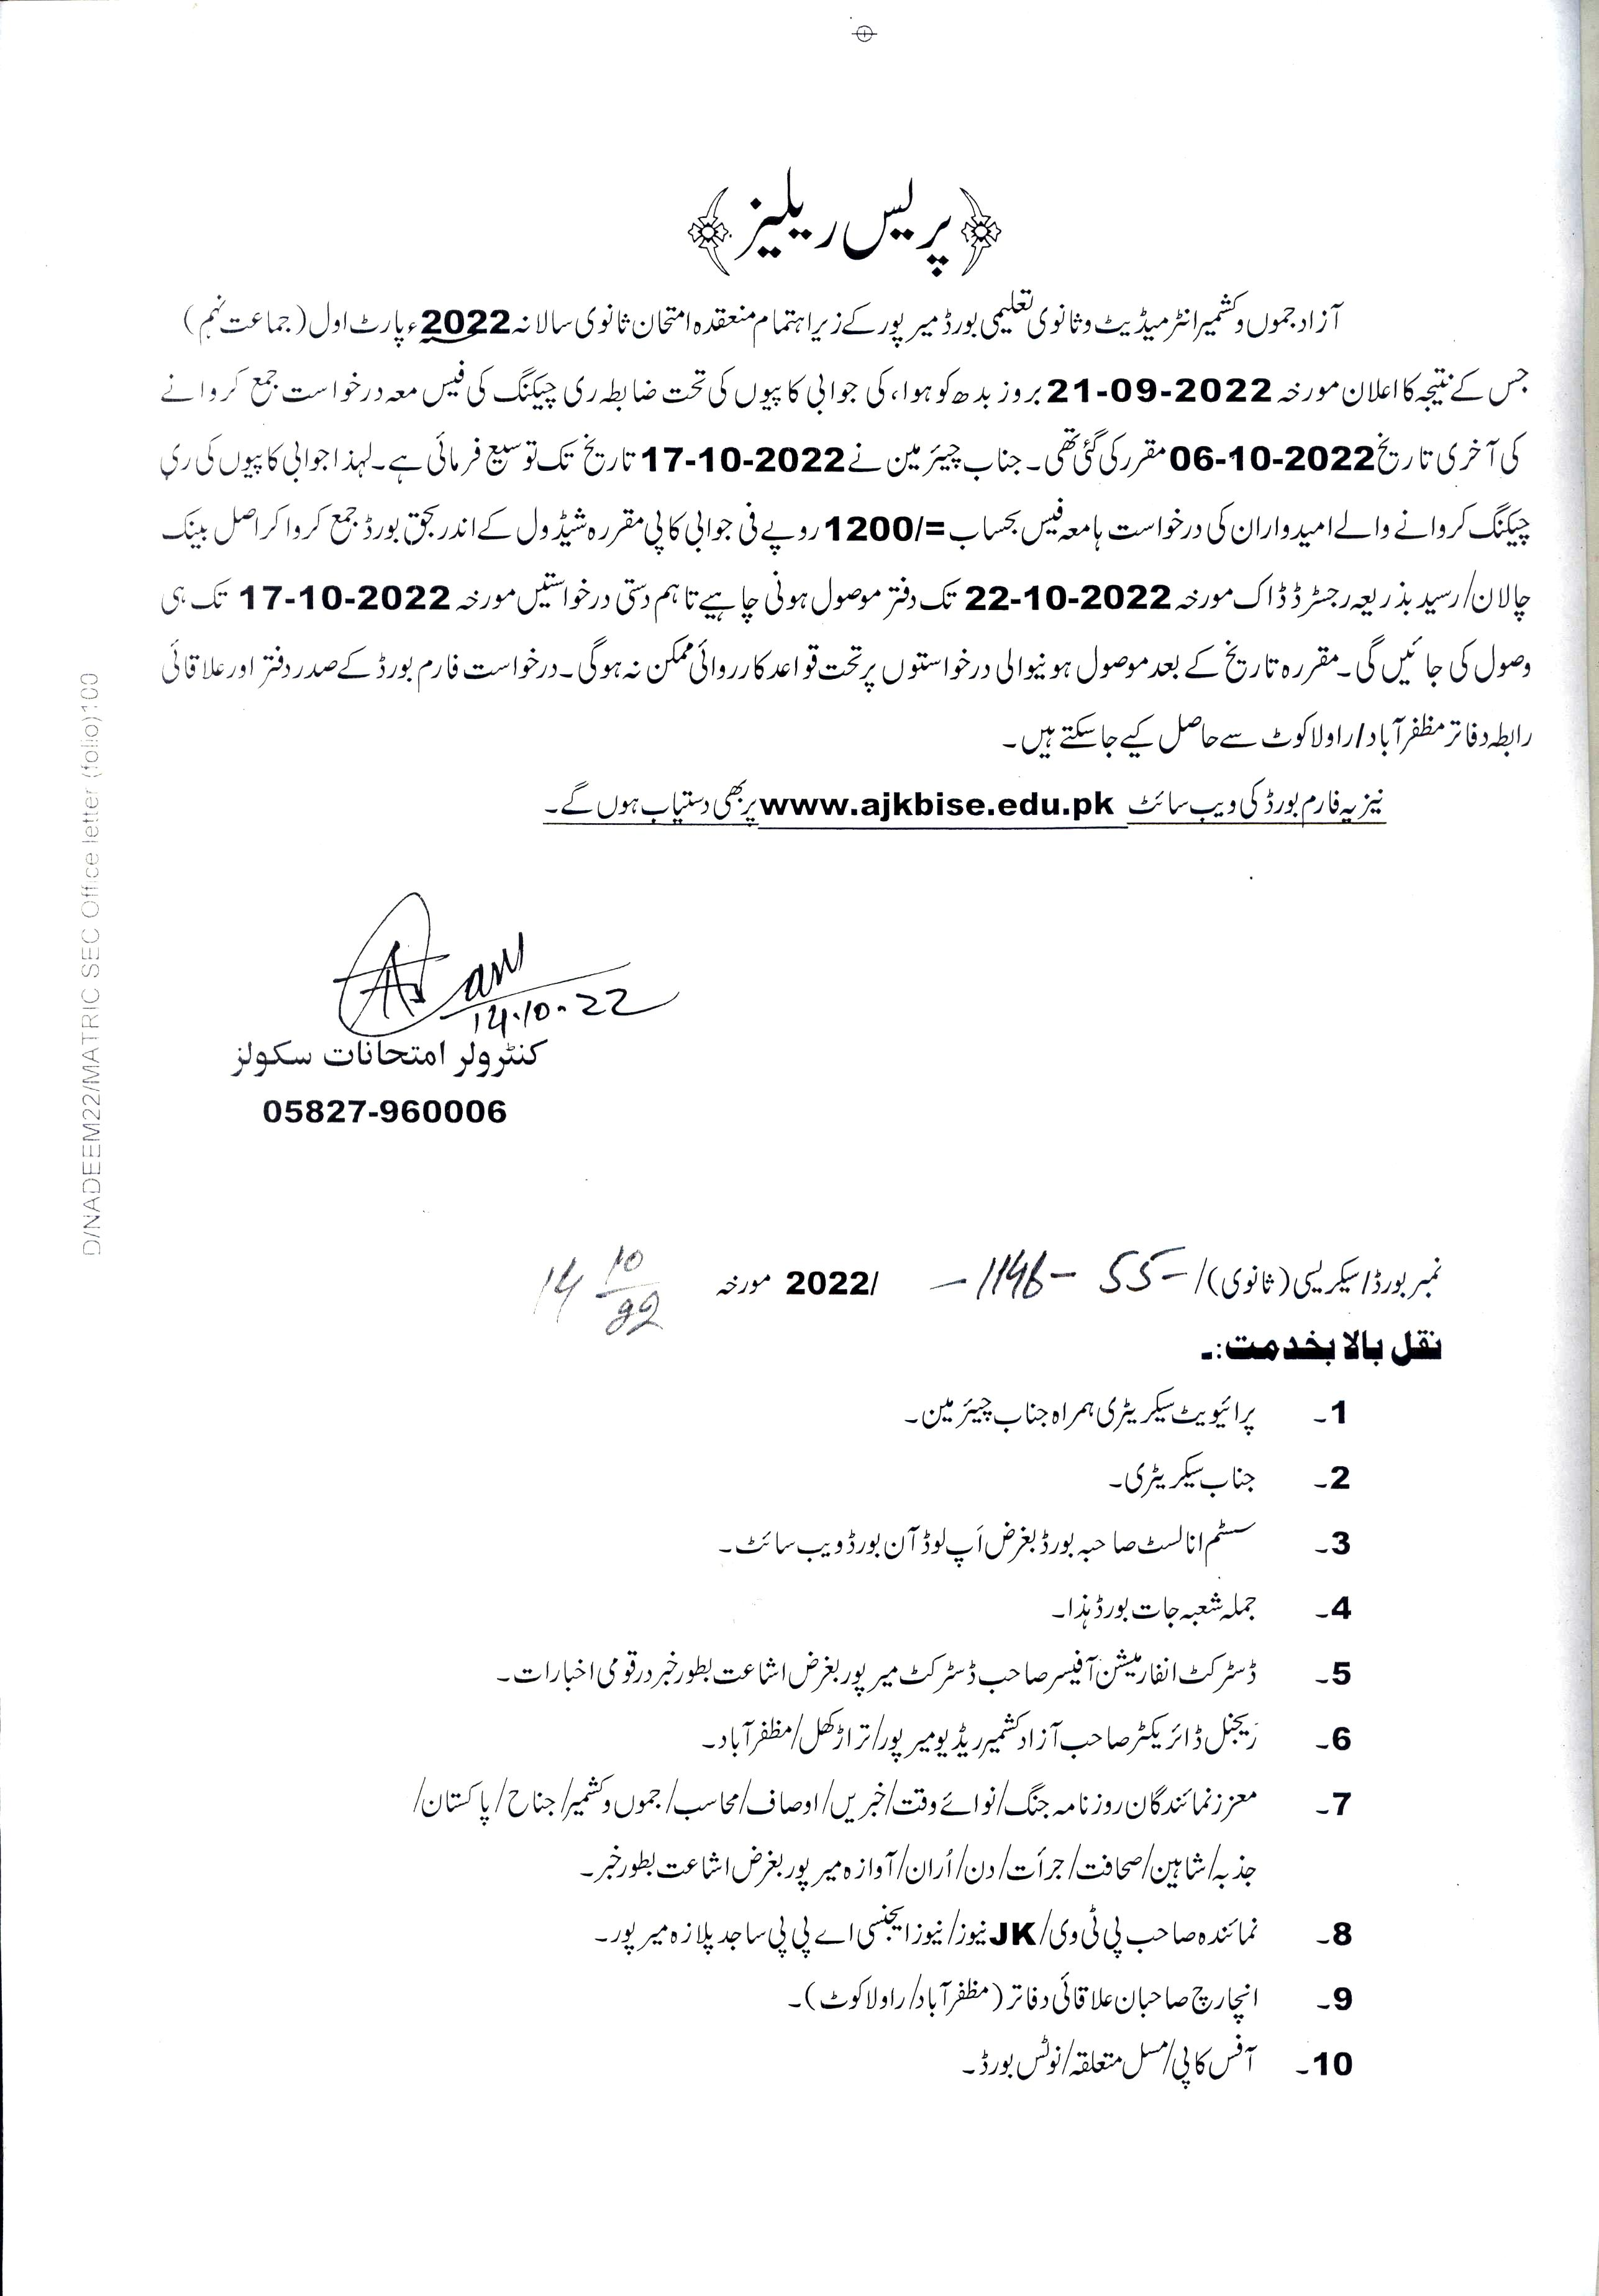 پریس ریلیز
آزاد جموں و کشمیر انٹرمیڈیٹ و ثانوی تعلیمی بورڈ میرپور کے زیر اہتمام منعقدہ امتحان ثانوی سالانہ 2022ء پارٹ اول (جماعت نہم)
جس کے نتیجہ کا اعلان مورخہ 21-09-2022 بروز بدھ کو ہوا، کی جوابی کاپیوں کی تحت ضابطہ ری چیکنگ کی فیس معہ درخواست جمع کروانے
کی آخری تاریخ 06-10-2022 مقرر کی گئی تھی۔ جناب چیئرمین نے 17-10-2022 تاریخ تک توسیع فرمائی ہے۔ لہذا جوابی کاپیوں کی ری
چیکنگ کروانے والے امیدواران کی درخواست ہا معہ فیس بحساب =/1200 روپے فی جوابی کاپی مقررہ شیڈول کے اندر بحق بورڈ جمع کروا کر اصل بینک
چالان/رسید بذریعہ رجسٹرڈ ڈاک مورخہ 22-10-2022 تک دفتر موصول ہونی چاہیے تاہم دستی درخواستیں مورخہ 17-10-2022 تک ہی
وصول کی جائیں گی۔ مقررہ تاریخ کے بعد موصول ہونیوالی درخواستوں پر تحت قواعد کارروائی ممکن نہ ہوگی۔ درخواست فارم بورڈ کے صدر دفتر اور علاقائی
رابطہ دفاتر مظفرآباد/راولاکوٹ سے حاصل کیے جا سکتے ہیں۔
نیز یہ فارم بورڈ کی ویب سائٹ www.ajkbise.edu.pk پر بھی دستیاب ہوں گے۔
14.10.22
کنٹرولر امتحانات سکولز
05827-960006
نمبر بورڈ/سیکریسی (ثانوی)/ 1146-55 /2022 مورخہ 14 10/22
نقل بالا بخدمت:۔
1۔ پرائیویٹ سیکریٹری ہمراہ جناب چیئرمین۔
2۔ جناب سیکریٹری۔
3۔ سسٹم انالسٹ صاحبہ بورڈ بغرض اَپ لوڈ آن بورڈ ویب سائٹ۔
4۔ جملہ شعبہ جات بورڈ ہذا۔
5۔ ڈسٹرکٹ انفارمیشن آفیسر صاحب ڈسٹرکٹ میرپور بغرض اشاعت بطور خبر در قومی اخبارات۔
6۔ ریجنل ڈائریکٹر صاحب آزاد کشمیر ریڈیو میرپور/تراڑکھل/مظفرآباد۔
7۔ معزز نمائندگان روزنامہ جنگ/نوائے وقت/خبریں/اوصاف/محاسب/جموں و کشمیر/جناح/پاکستان/
جذبہ/شاہین/صحافت/جرأت/دن/اُران/آوازہ میرپور بغرض اشاعت بطور خبر۔
8۔ نمائندہ صاحب پی ٹی وی/JK نیوز/نیوز ایجنسی اے پی پی ساجد پلازہ میرپور۔
9۔ انچارچ صاحبان علاقائی دفاتر (مظفرآباد/راولاکوٹ)۔
10۔ آفس کاپی/مسل متعلقہ/نوٹس بورڈ۔
D/NADEEM22/MATRIC SEC Office letter (folio)100